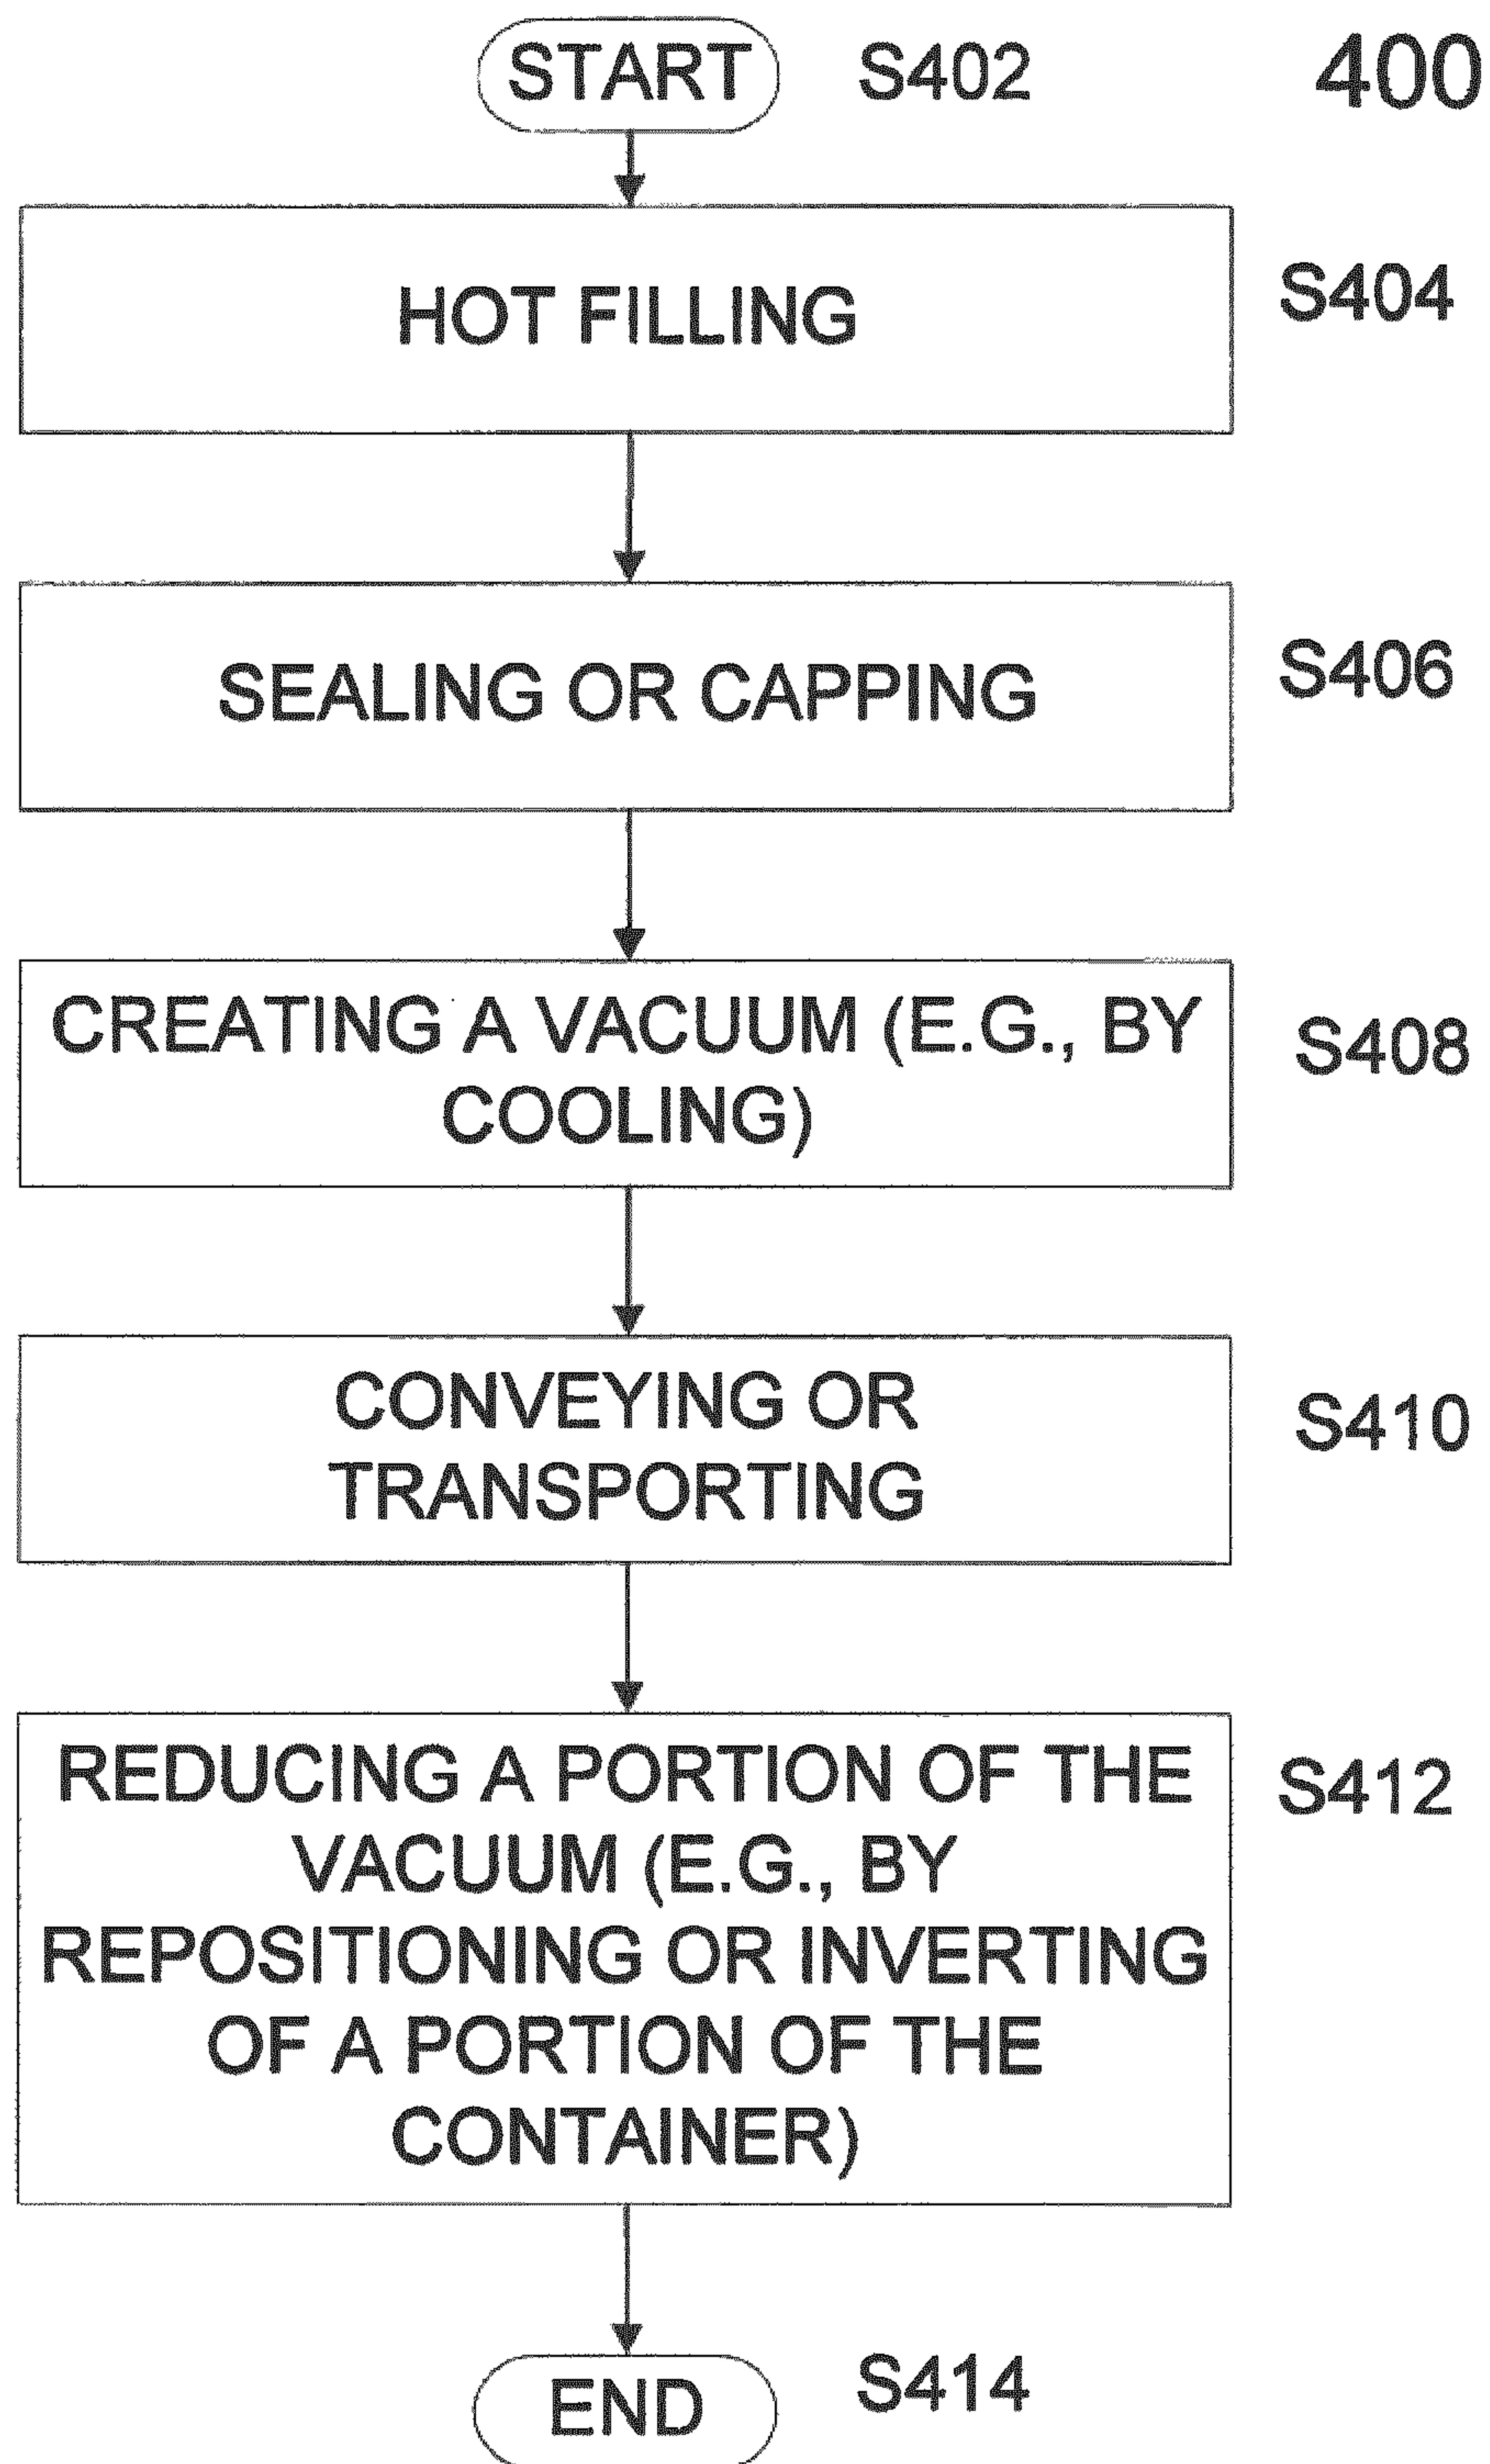 START S402 400
HOT FILLING S404
SEALING OR CAPPING S406
CREATING A VACUUM (E.G., BY
COOLING)
S408
CONVEYING OR
TRANSPORTING
S410
REDUCING A PORTION OF THE
VACUUM (E.G., BY
REPOSITIONING OR INVERTING
OF A PORTION OF THE
CONTAINER)
S412
END S414